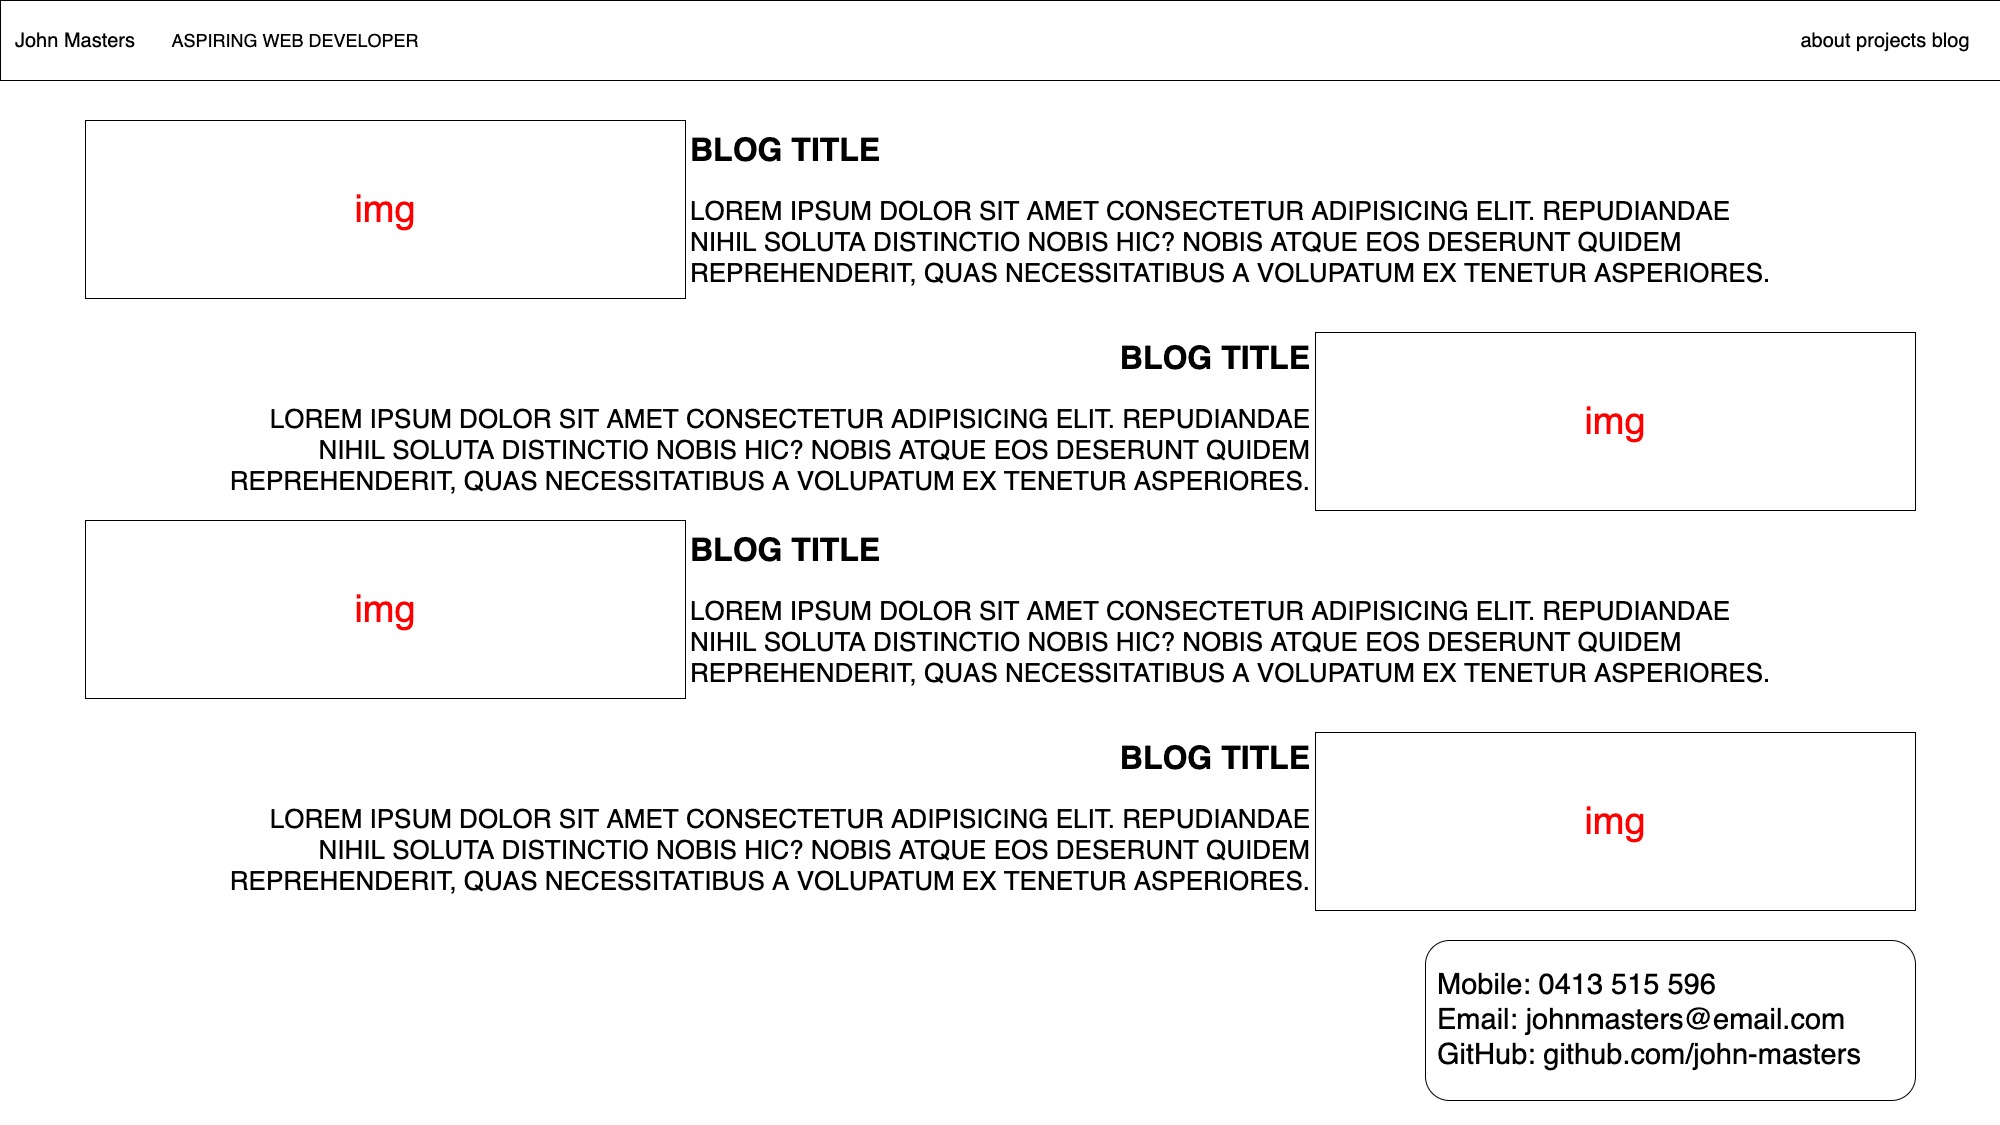 John Masters ASPIRING WEB DEVELOPER about projects blog
img
BLOG TITLE
LOREM IPSUM DOLOR SIT AMET CONSECTETUR ADIPISICING ELIT. REPUDIANDAE
NIHIL SOLUTA DISTINCTIO NOBIS HIC? NOBIS ATQUE EOS DESERUNT QUIDEM
REPREHENDERIT, QUAS NECESSITATIBUS A VOLUPATUM EX TENETUR ASPERIORES.
BLOG TITLE
LOREM IPSUM DOLOR SIT AMET CONSECTETUR ADIPISICING ELIT. REPUDIANDAE
NIHIL SOLUTA DISTINCTIO NOBIS HIC? NOBIS ATQUE EOS DESERUNT QUIDEM
REPREHENDERIT, QUAS NECESSITATIBUS A VOLUPATUM EX TENETUR ASPERIORES.
img
img
BLOG TITLE
LOREM IPSUM DOLOR SIT AMET CONSECTETUR ADIPISICING ELIT. REPUDIANDAE
NIHIL SOLUTA DISTINCTIO NOBIS HIC? NOBIS ATQUE EOS DESERUNT QUIDEM
REPREHENDERIT, QUAS NECESSITATIBUS A VOLUPATUM EX TENETUR ASPERIORES.
BLOG TITLE
LOREM IPSUM DOLOR SIT AMET CONSECTETUR ADIPISICING ELIT. REPUDIANDAE
NIHIL SOLUTA DISTINCTIO NOBIS HIC? NOBIS ATQUE EOS DESERUNT QUIDEM
REPREHENDERIT, QUAS NECESSITATIBUS A VOLUPATUM EX TENETUR ASPERIORES.
img
Mobile: 0413 515 596
Email: johnmasters@email.com
GitHub: github.com/john-masters